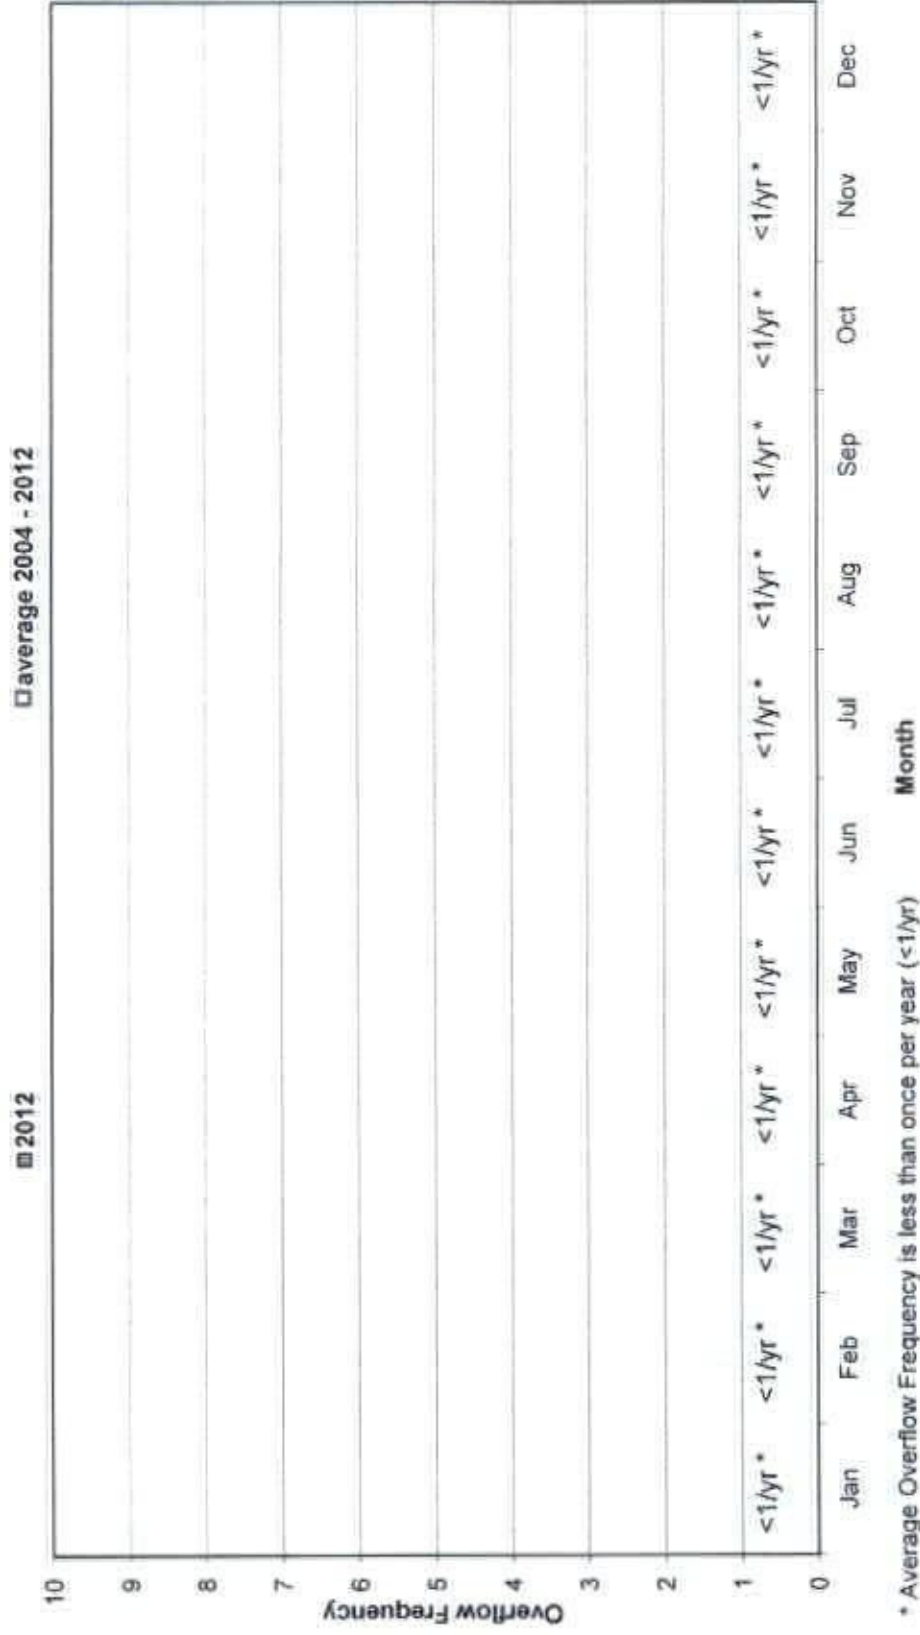 ■2012 □average 2004 - 2012
10
9
8
7
6
5
4
3
2
1
0
Overflow Frequency
<1/yr * <1/yr * <1/yr * <1/yr * <1/yr * <1/yr * <1/yr * <1/yr * <1/yr * <1/yr * <1/yr * <1/yr *
Jan Feb Mar Apr May Jun Jul Aug Sep Oct Nov Dec
* Average Overflow Frequency is less than once per year (<1/yr) Month